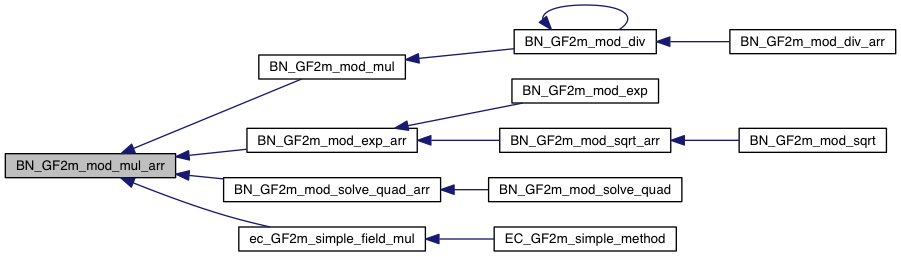 BN_GF2m_mod_div
BN_GF2m_mod_div_arr
BN_GF2m_mod_mul
BN_GF2m_mod_exp
BN_GF2m_mod_exp_arr
BN_GF2m_mod_sqrt_arr
BN_GF2m_mod_sqrt
BN_GF2m_mod_mul_arr
BN_GF2m_mod_solve_quad_arr
BN_GF2m_mod_solve_quad
ec_GF2m_simple_field_mul
EC_GF2m_simple_method